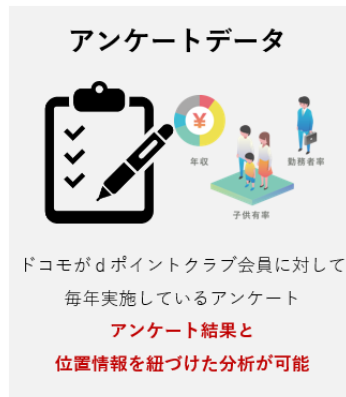 アンケートデータ
¥
年収
勤務者率
子供有率
ドコモがｄポイントクラブ会員に対して
毎年実施しているアンケート
アンケート結果と
位置情報を紐づけた分析が可能